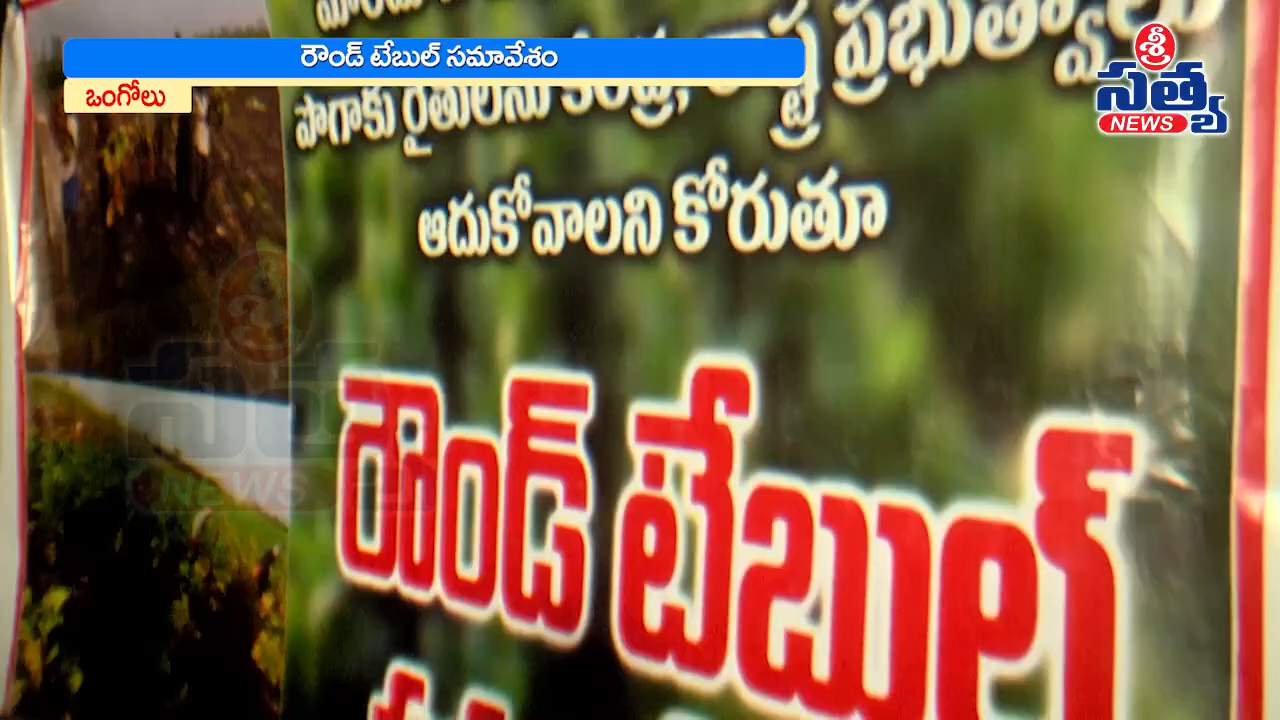 రౌండ్ టేబుల్ సమావేశం
ఒంగోలు
శ్రీ
సత్య
NEWS
ప్రభుత్వాలు
పొగాకు రైతులను కేంద్ర, రాష్ట్ర
ఆదుకోవాలని కోరుతూ
రౌండ్ టేబుల్